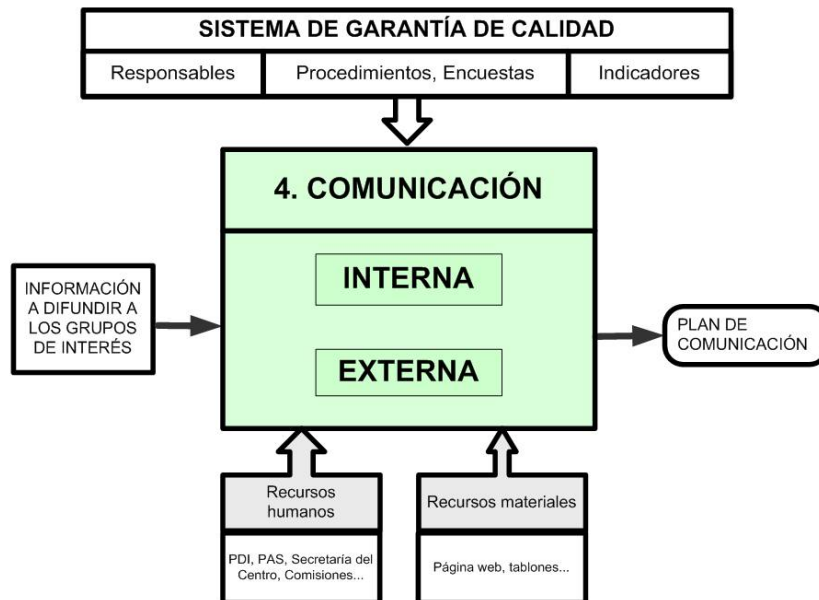 SISTEMA DE GARANTÍA DE CALIDAD
Responsables
Procedimientos, Encuestas
Indicadores
4. COMUNICACIÓN
INTERNA
EXTERNA
INFORMACIÓN
A DIFUNDIR A
LOS GRUPOS
DE INTERÉS
PLAN DE
COMUNICACIÓN
Recursos
humanos
PDI, PAS, Secretaría del
Centro, Comisiones...
Recursos materiales
Página web, tablones...